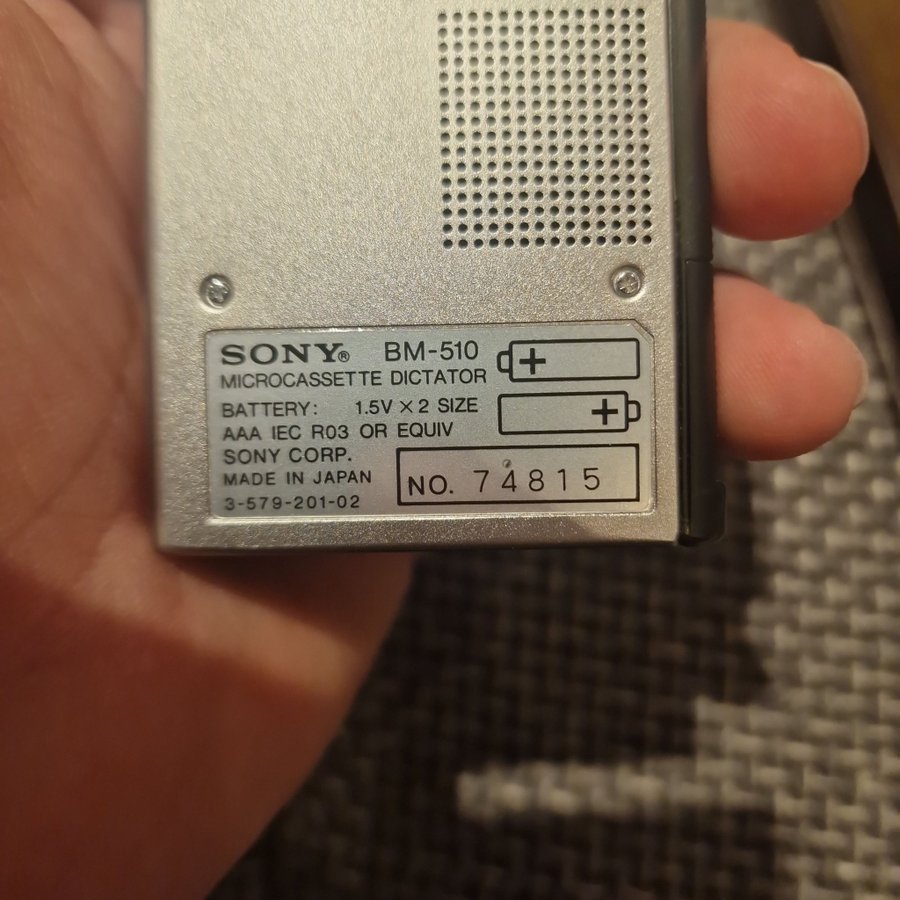 SONY® BM-510
MICROCASSETTE DICTATOR
BATTERY: 1.5V×2 SIZE
AAA IEC R03 OR EQUIV
SONY CORP.
MADE IN JAPAN
3-579-201-02
NO. 74815
+
+